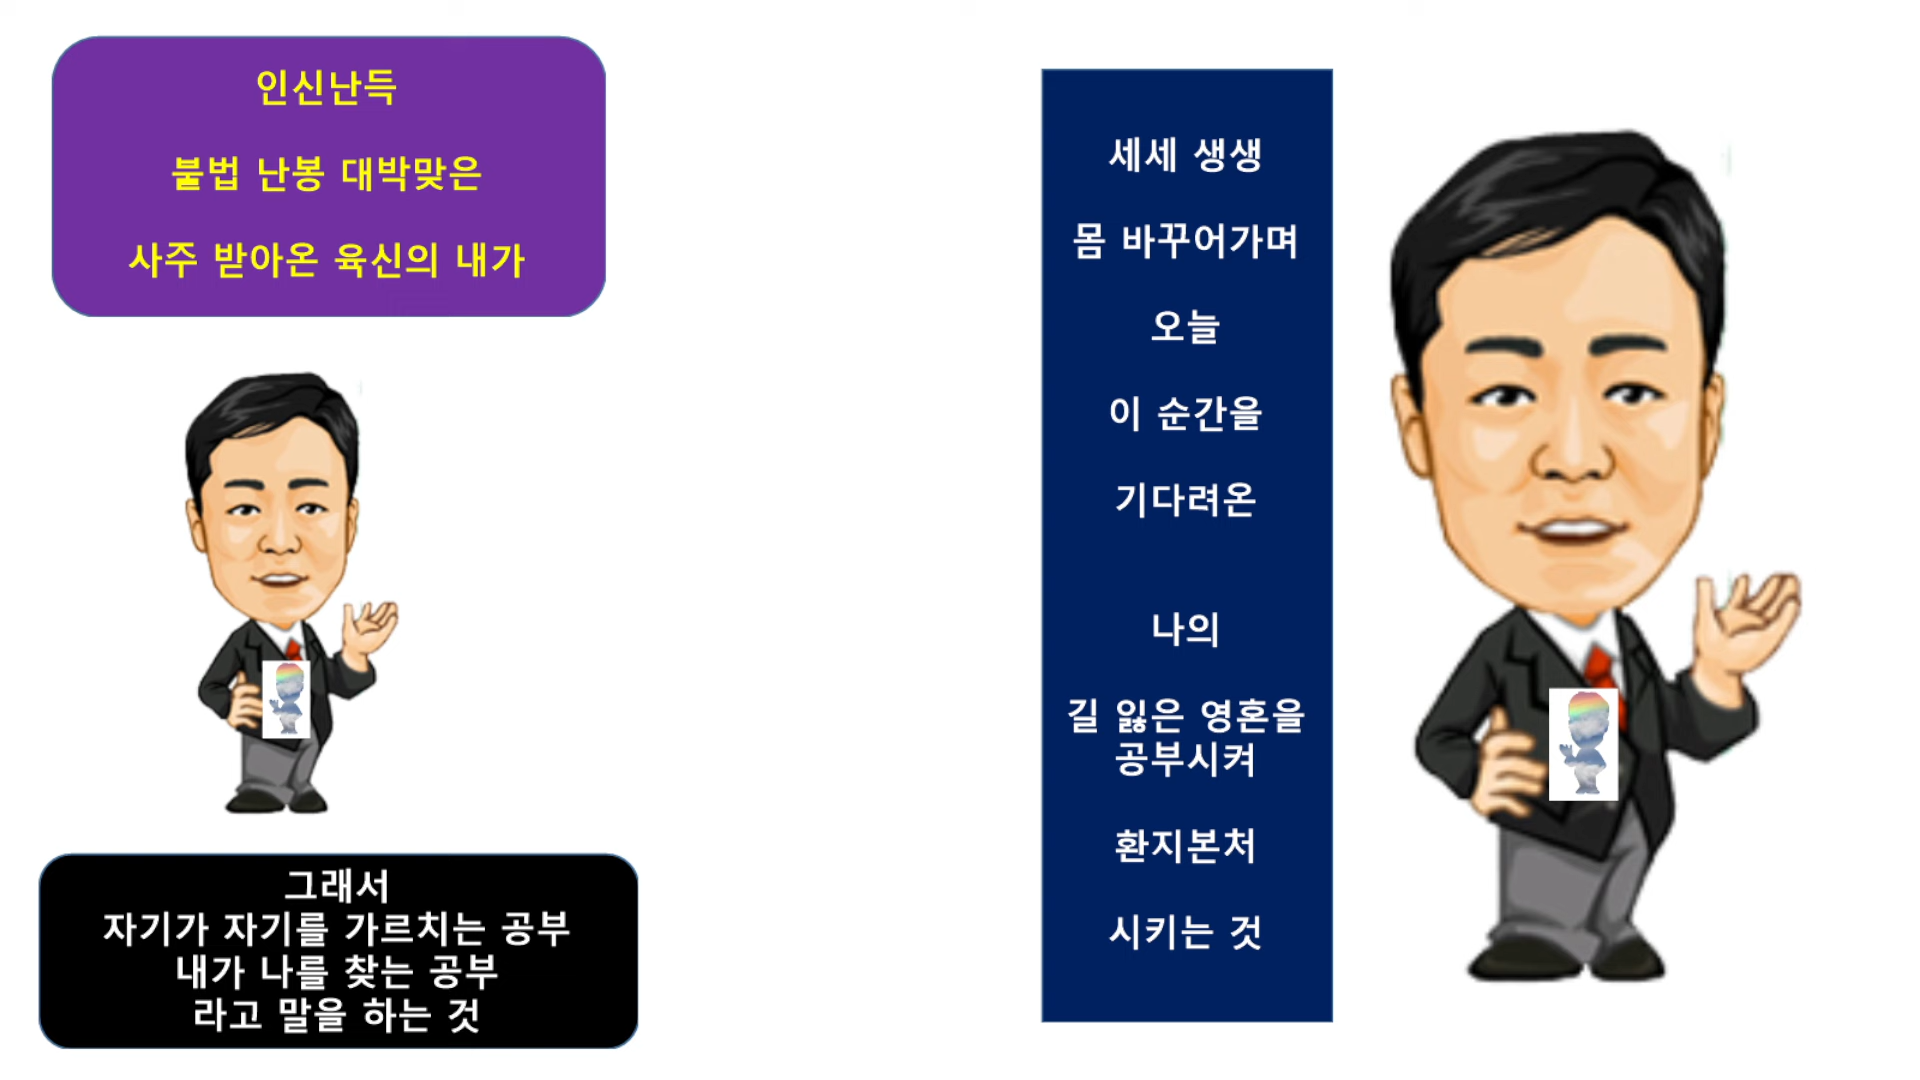 인신난득
불법 난봉 대박맞은
사주 받아온 육신의 내가
그래서
자기가 자기를 가르치는 공부
내가 나를 찾는 공부
라고 말을 하는 것
세세 생생
몸 바꾸어가며
오늘
이 순간을
기다려온
나의
길 잃은 영혼을
공부시켜
환지본처
시키는 것